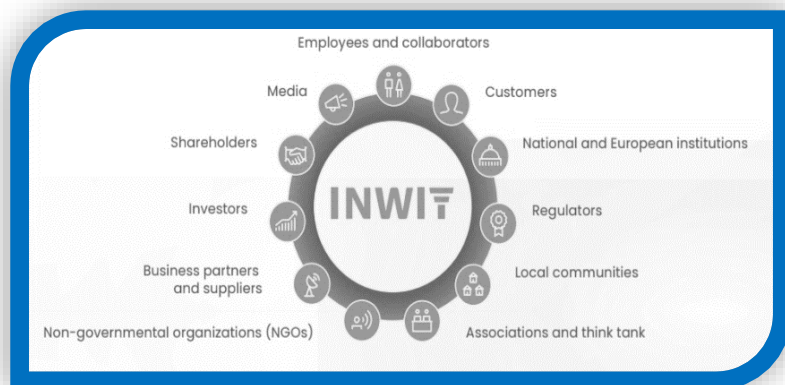 Employees and collaborators
Media
Customers
Shareholders
National and European institutions
INWIT
Investors
Regulators
Business partners
and suppliers
Local communities
Non-governmental organizations (NGOs)
Associations and think tank